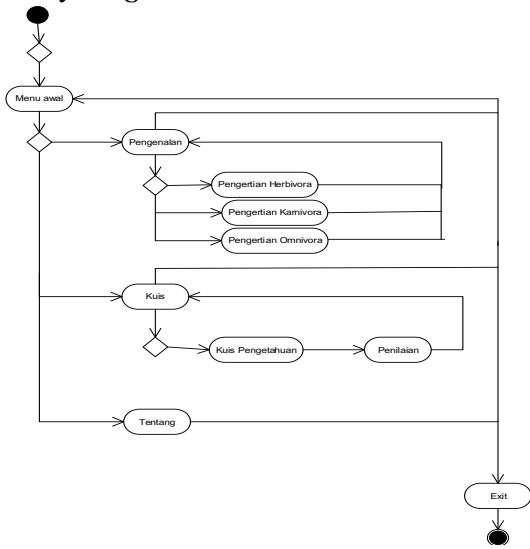 Menu awal
Pengenalan
Pengertian Herbivora
Pengertian Karnivora
Pengertian Omnivora
Kuis
Kuis Pengetahuan
Penilaian
Tentang
Exit